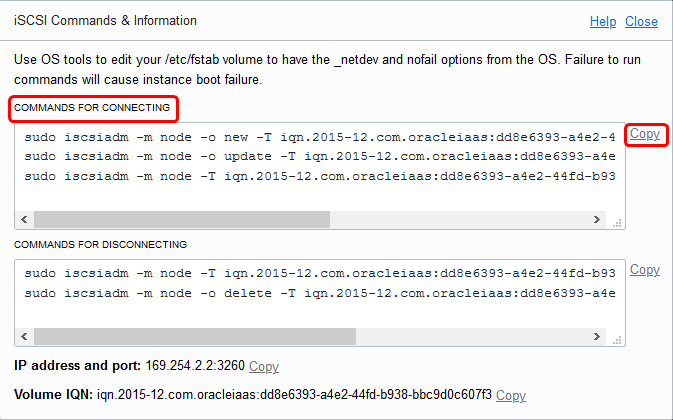 iSCSI Commands & Information
Help Close
Use OS tools to edit your /etc/fstab volume to have the _netdev and nofail options from the OS. Failure to run
commands will cause instance boot failure.
COMMANDS FOR CONNECTING
sudo iscsiadm -m node -o new -T iqn.2015-12.com.oracleiaas:dd8e6393-a4e2-4
Copy
sudo iscsiadm -m node -o update -T iqn.2015-12.com.oracleiaas:dd8e6393-a4e
sudo iscsiadm -m node -T iqn.2015-12.com.oracleiaas:dd8e6393-a4e2-44fd-b93
COMMANDS FOR DISCONNECTING
sudo iscsiadm -m node -T iqn.2015-12.com.oracleiaas:dd8e6393-a4e2-44fd-b93
Copy
sudo iscsiadm -m node -o delete -T iqn.2015-12.com.oracleiaas:dd8e6393-a4e
IP address and port: 169.254.2.2:3260 Copy
Volume IQN: iqn.2015-12.com.oracleiaas:dd8e6393-a4e2-44fd-b938-bbc9d0c607f3 Copy